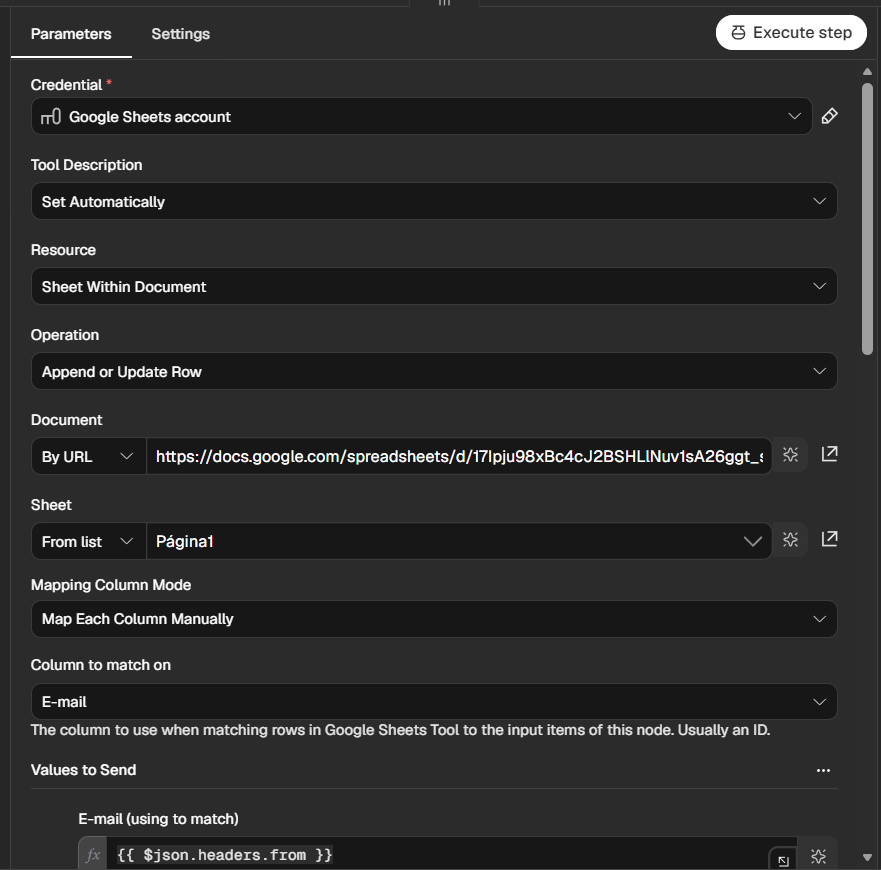 Parameters Settings Execute step
Credential *
Google Sheets account
Tool Description
Set Automatically
Resource
Sheet Within Document
Operation
Append or Update Row
Document
By URL https://docs.google.com/spreadsheets/d/17Ipju98xBc4cJ2BSHLlNuv1sA26ggt_s
Sheet
From list Página1
Mapping Column Mode
Map Each Column Manually
Column to match on
E-mail
The column to use when matching rows in Google Sheets Tool to the input items of this node. Usually an ID.
Values to Send
E-mail (using to match)
fx {{ $json.headers.from }}